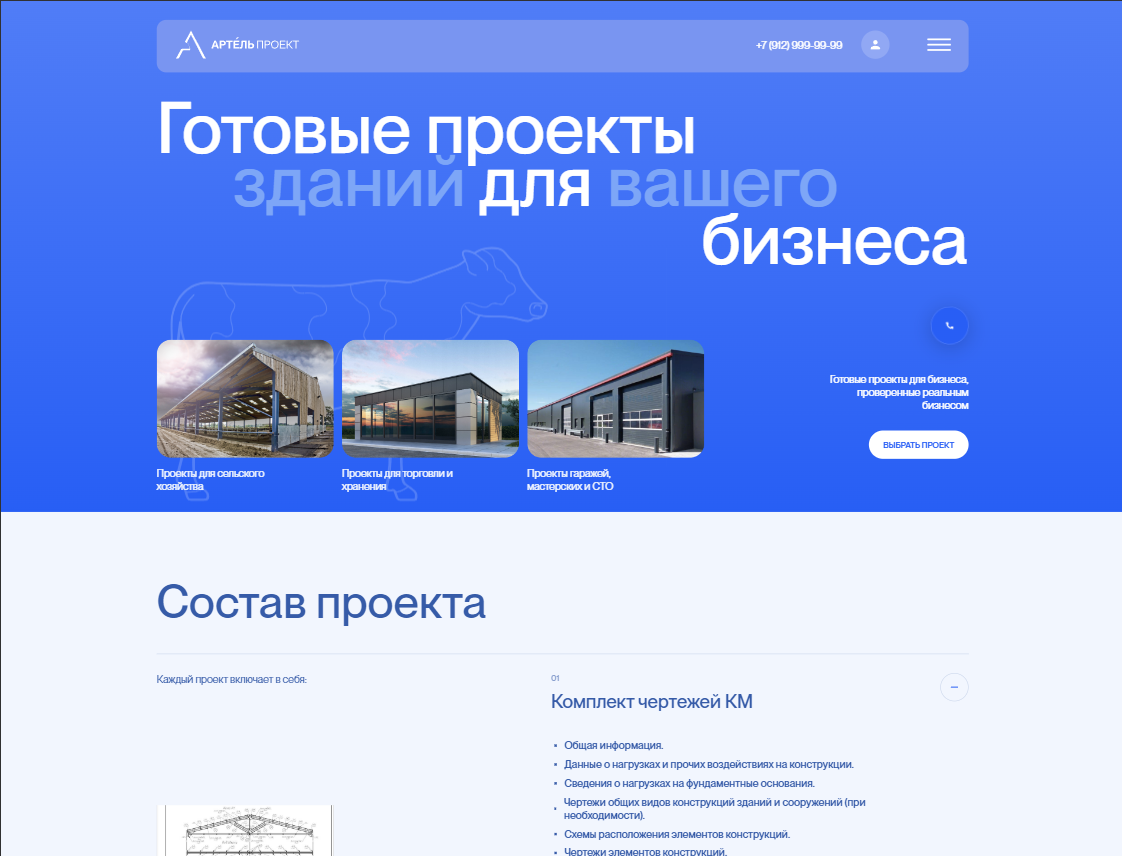 АРТЕ́ЛЬ ПРОЕКТ
+7 (912) 999-99-99
Готовые проекты
зданий для вашего
бизнеса
Готовые проекты для бизнеса,
проверенные реальным
бизнесом
ВЫБРАТЬ ПРОЕКТ
Проекты для сельского
хозяйства
Проекты для торговли и
хранения
Проекты гаражей,
мастерских и СТО
Состав проекта
Каждый проект включает в себя:
01
Комплект чертежей КМ
Общая информация.
Данные о нагрузках и прочих воздействиях на конструкции.
Сведения о нагрузках на фундаментные основания.
Чертежи общих видов конструкций зданий и сооружений (при
необходимости).
Схемы расположения элементов конструкций.
Чертежи элементов конструкций.